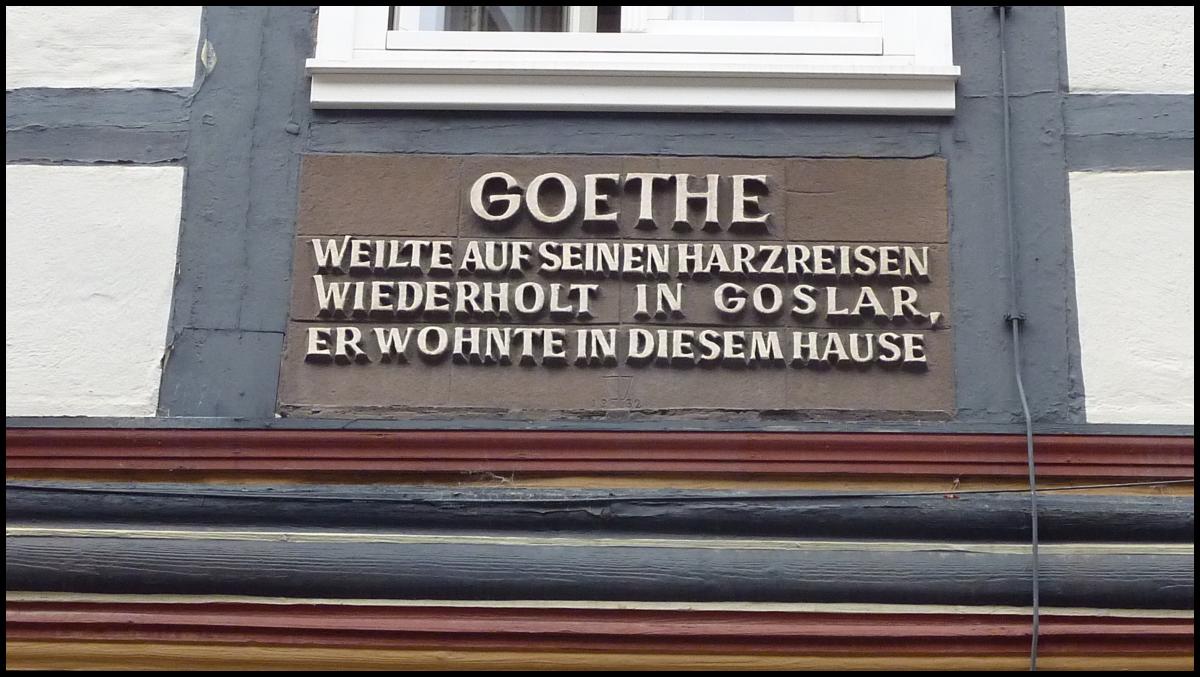 GOETHE
WEILTE AUF SEINEN HARZREISEN
WIEDERHOLT IN GOSLAR,
ER WOHNTE IN DIESEM HAUSE